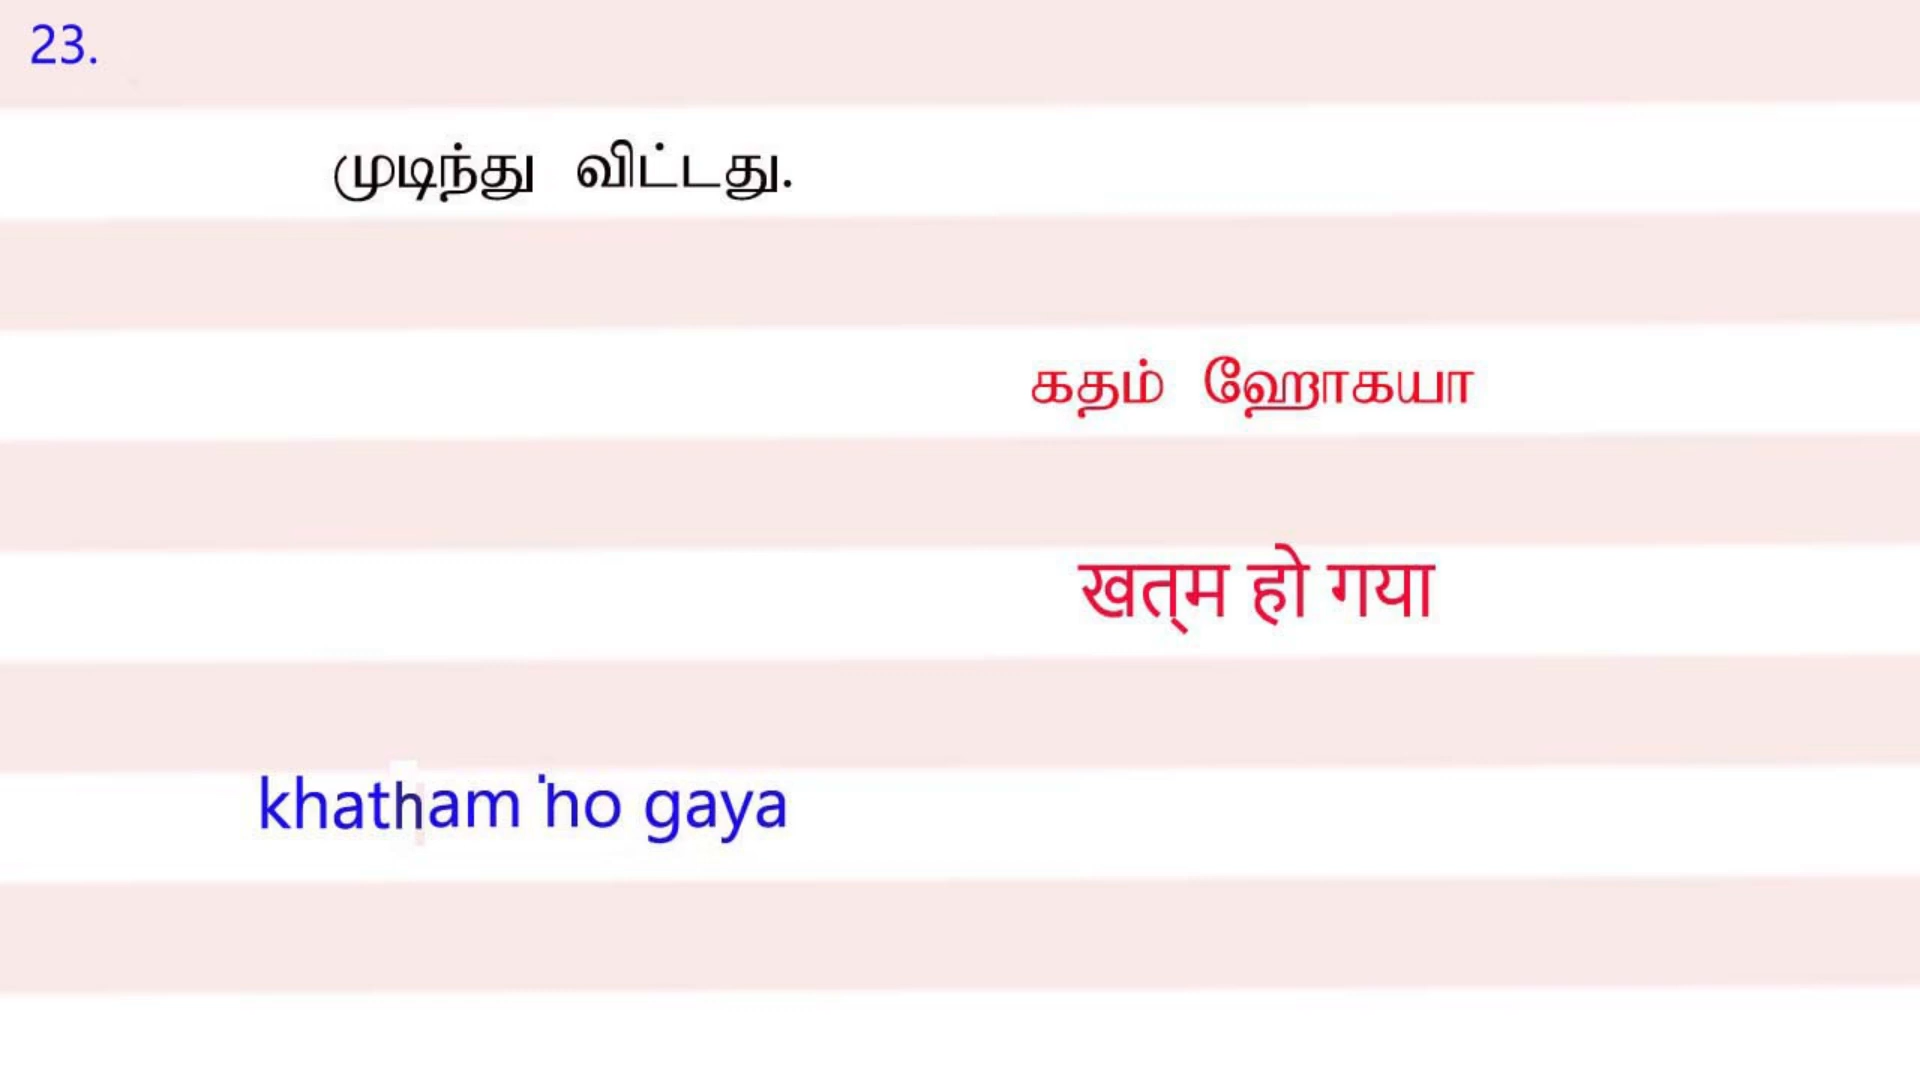 23.
முடிந்து விட்டது.
கதம் ஹோகயா
खत्‌म हो गया
khatham ho gaya